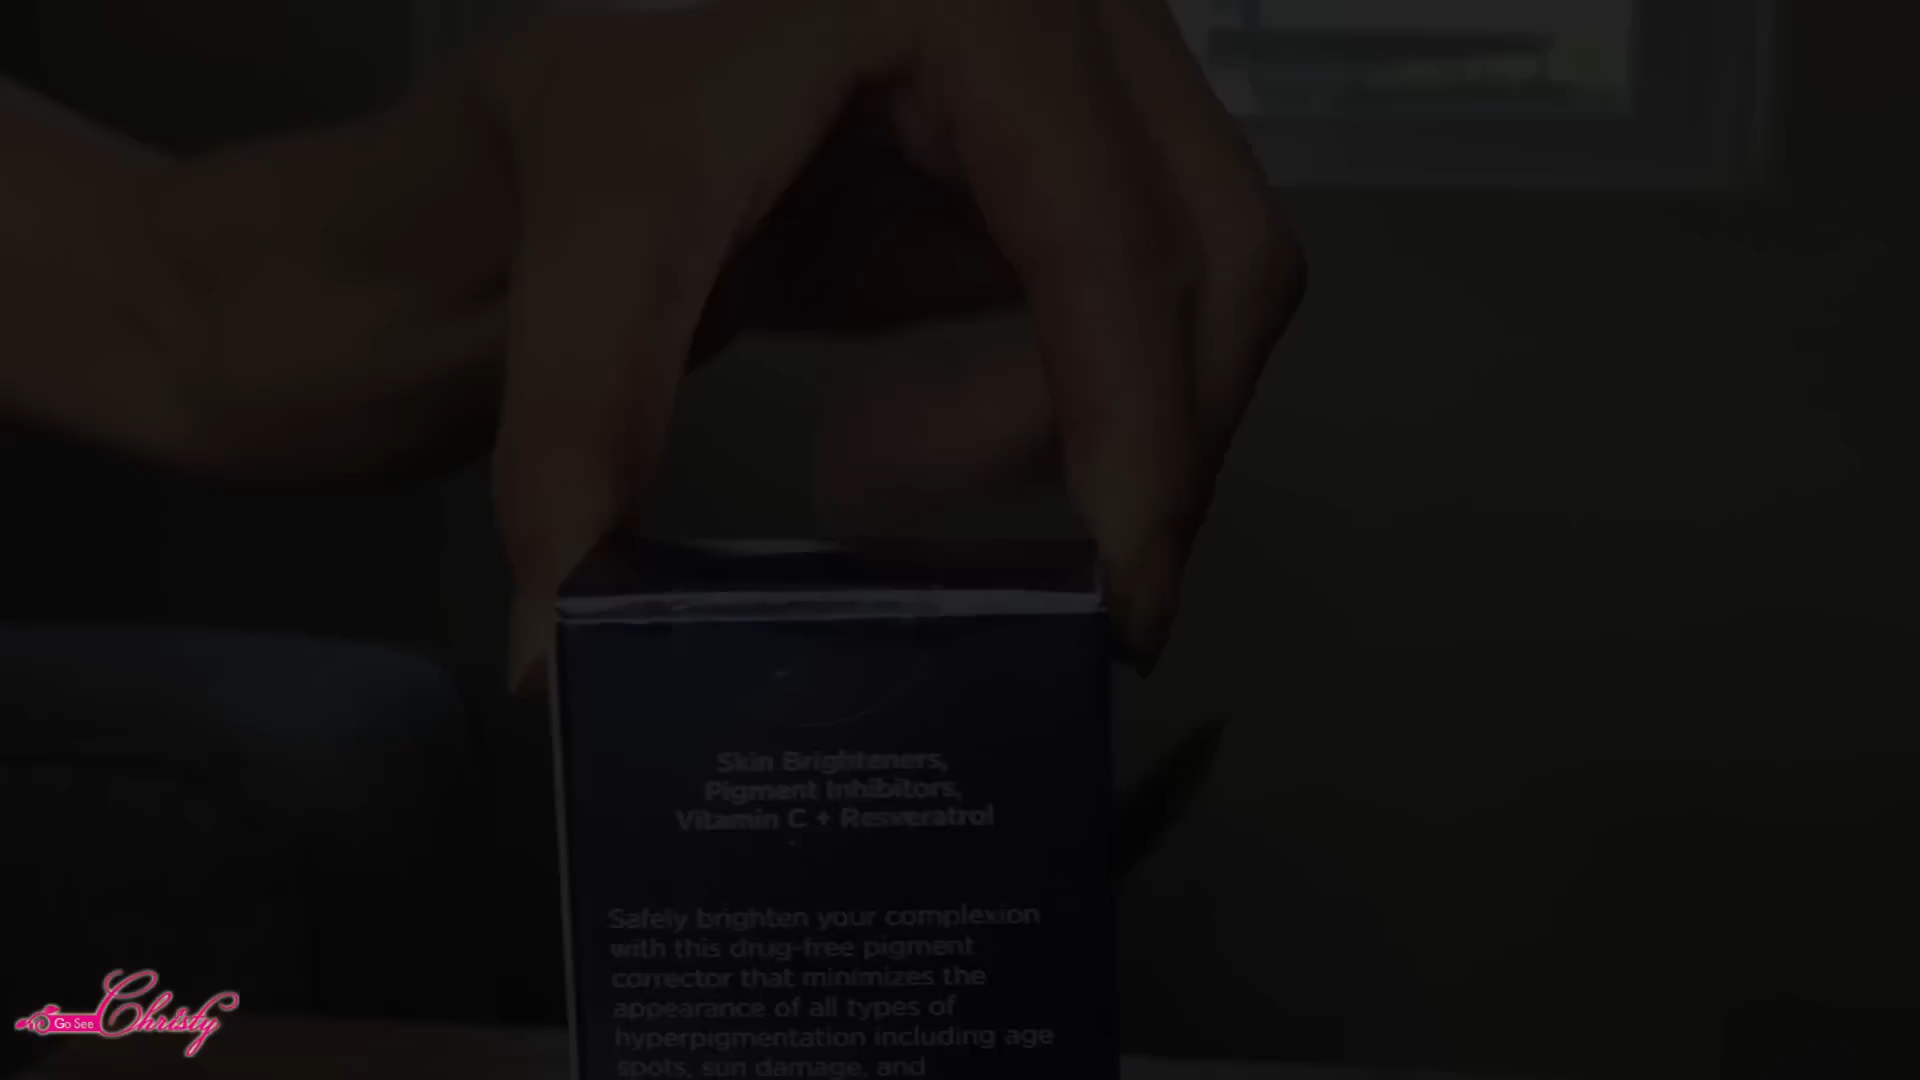 Skin Brighteners,
Pigment Inhibitors,
Vitamin C + Resveratrol
Safely brighten your complexion
with this drug-free pigment
corrector that minimizes the
appearance of all types of
hyperpigmentation including age
spots, sun damage, and
Go See Christy